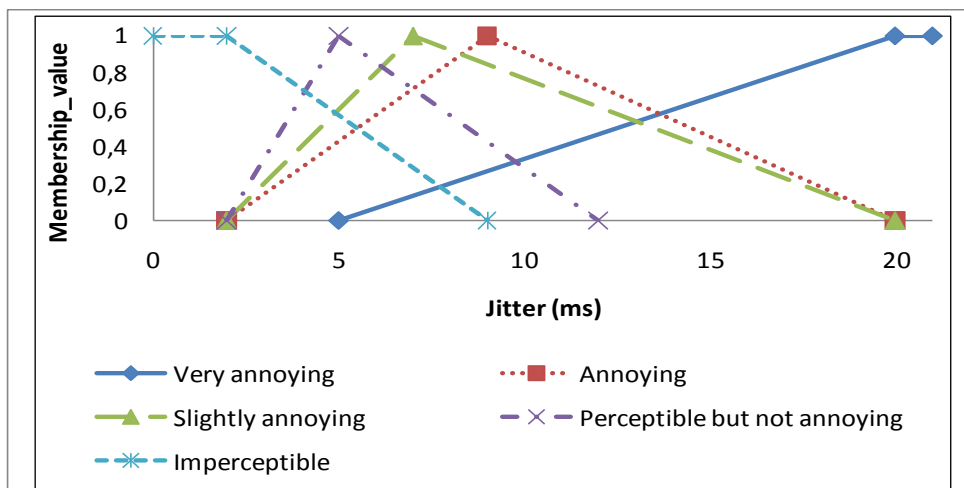 Membership_value
1
0,8
0,6
0,4
0,2
0
0 5 10 15 20
Jitter (ms)
Very annoying Annoying
Slightly annoying Perceptible but not annoying
Imperceptible